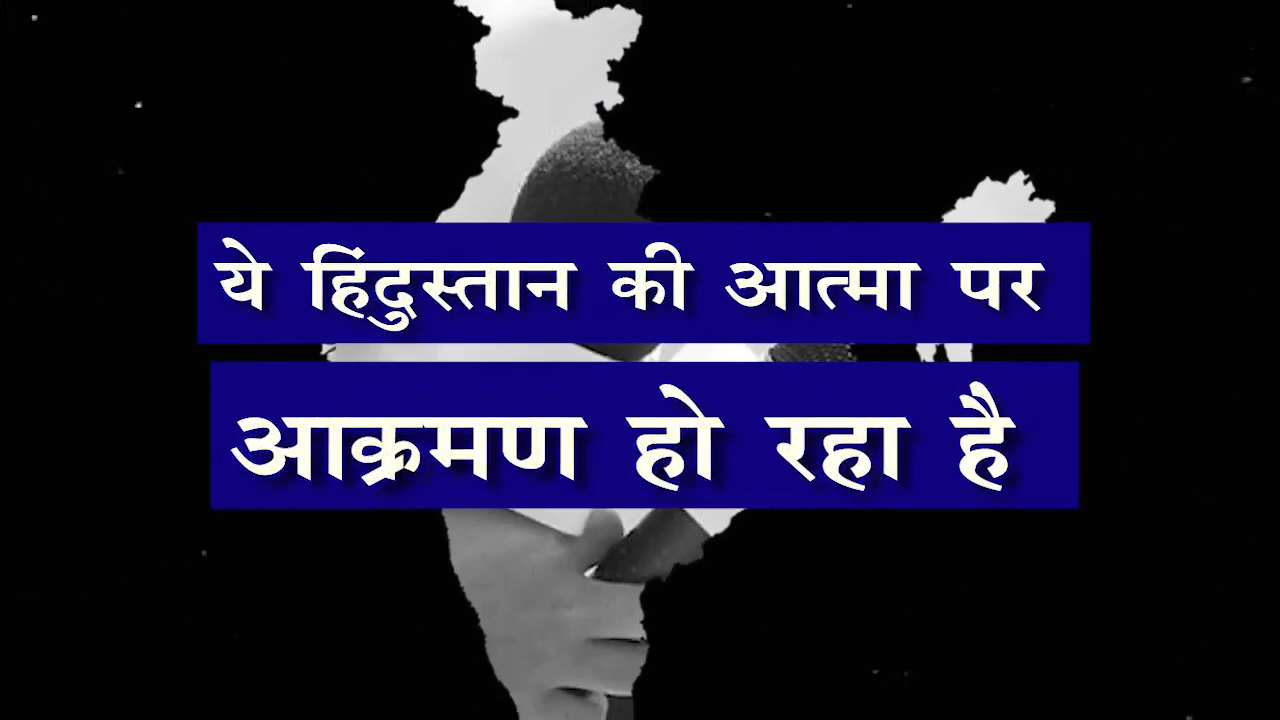 ये हिंदुस्तान की आत्मा पर
आक्रमण हो रहा है